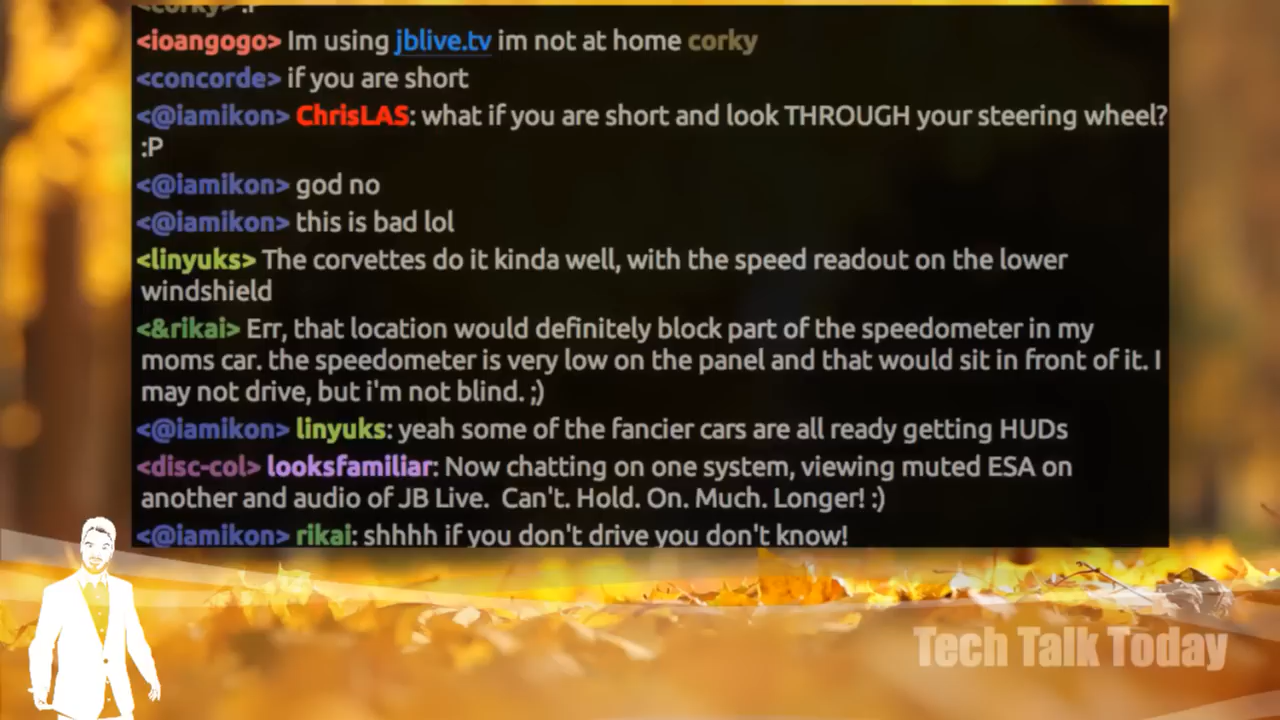 corky> :P
<ioangogo> Im using jblive.tv im not at home corky
<concorde> if you are short
<@iamikon> ChrisLAS: what if you are short and look THROUGH your steering wheel?
:P
<@iamikon> god no
<@iamikon> this is bad lol
<linyuks> The corvettes do it kinda well, with the speed readout on the lower
windshield
<&rikai> Err, that location would definitely block part of the speedometer in my
moms car. the speedometer is very low on the panel and that would sit in front of it. I
may not drive, but i'm not blind. ;)
<@iamikon> linyuks: yeah some of the fancier cars are all ready getting HUDs
<disc-col> looksfamiliar: Now chatting on one system, viewing muted ESA on
another and audio of JB Live.  Can't. Hold. On. Much. Longer! :)
<@iamikon> rikai: shhhh if you don't drive you don't know!
Tech Talk Today